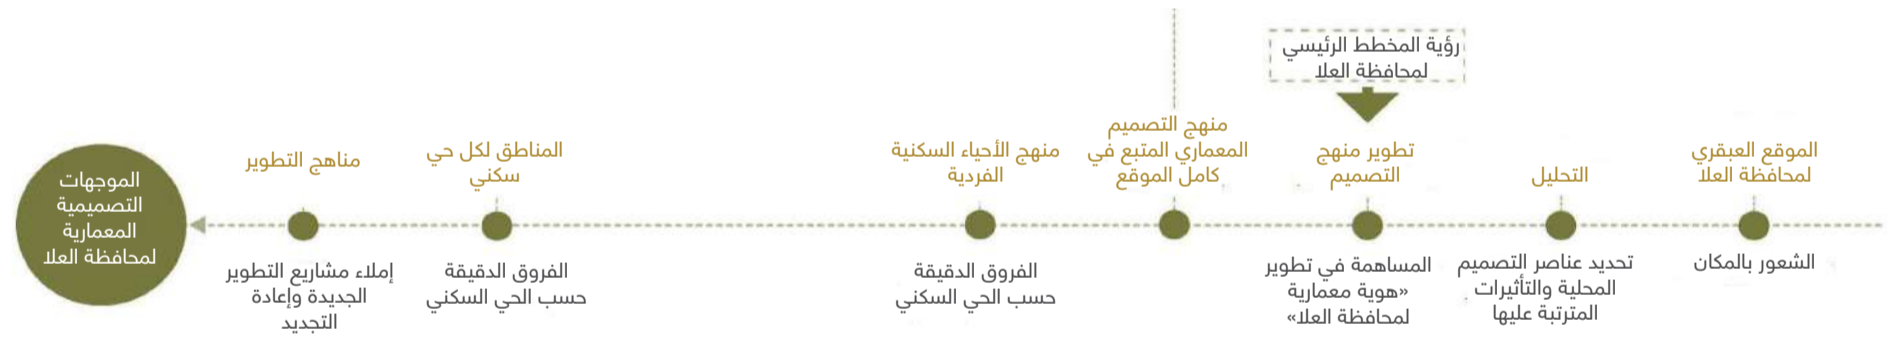 رؤية المخطط الرئيسي
لمحافظة العلا
الموقع العبقري
لمحافظة العلا
الشعور بالمكان
التحليل
تحديد عناصر التصميم
المحلية والتأثيرات
المترتبة عليها
تطوير منهج
التصميم
المساهمة في تطوير
«هوية معمارية
لمحافظة العلا»
منهج التصميم
المعماري المتبع في
كامل الموقع
منهج الأحياء السكنية
الفردية
الفروق الدقيقة
حسب الحي السكني
المناطق لكل حي
سكني
الفروق الدقيقة
حسب الحي السكني
مناهج التطوير
إملاء مشاريع التطوير
الجديدة وإعادة
التجديد
الموجهات
التصميمية
المعمارية
لمحافظة العلا